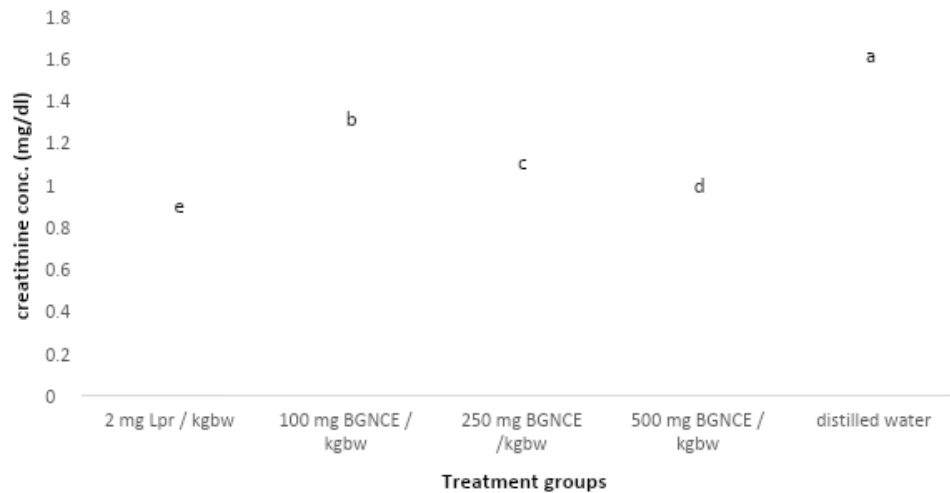 1.8
1.6
1.4
1.2
1
0.8
0.6
0.4
0.2
0
creatitnine conc. (mg/dl)
a
b
c
d
e
2 mg Lpr / kgbw
100 mg BGNCE /
kgbw
250 mg BGNCE
/kgbw
500 mg BGNCE /
kgbw
distilled water
Treatment groups